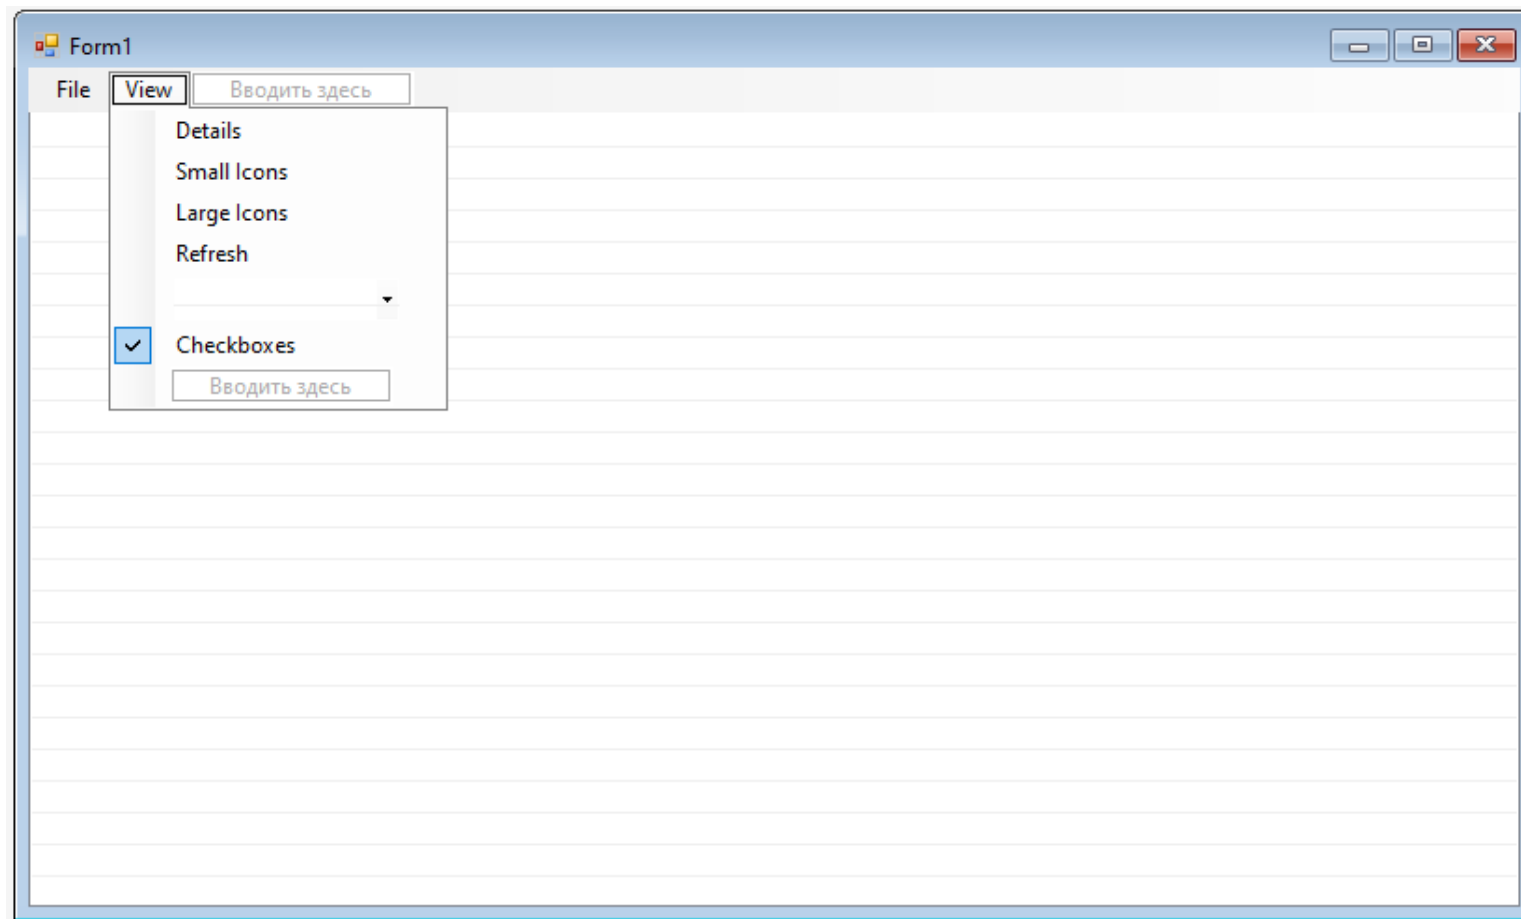 Form1
File View Вводить здесь
Details
Small Icons
Large Icons
Refresh
Checkboxes
Вводить здесь